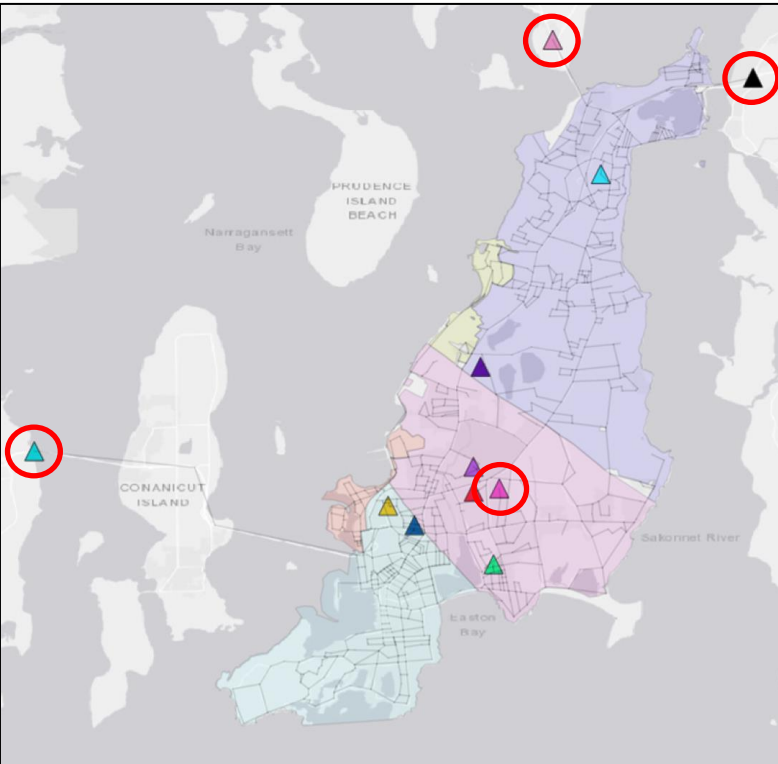 PRUDENCE
ISLAND
BEACH
Narragansett
Bay
CONANICUT
ISLAND
Sakonnet River
Easton
Bay